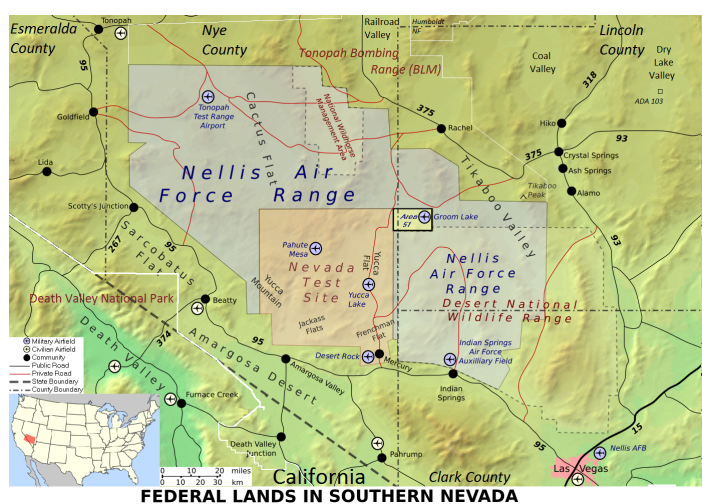 Tonopah
Esmeralda
County
Nye
County
Railroad
Valley
Humboldt
NF
Lincoln
County
Tonopah Bombing
Range (BLM)
Coal
Valley
Dry
Lake
Valley
ADA 103
95
318
Tonopah
Test Range
Airport
Cactus Flat
National Wildhorse
Management Area
375
Goldfield
Rachel
Hiko
93
375
Crystal Springs
Ash Springs
Lida
Nellis Air
Force Range
Tikaboo Valley
Tikaboo
Peak
Alamo
Scotty's Junction
Area
51
Groom Lake
267
95
Sarcobatus
Flat
Pahute
Mesa
Nevada
Test
Site
Yucca
Flat
Yucca
Lake
Nellis
Air Force
Range
93
Desert National
Wildlife Range
Yucca
Mountain
Death Valley National Park
Beatty
Jackass
Flats
Frenchman
Flat
374
95
Death Valley
Amargosa Desert
Desert Rock
Mercury
Indian Springs
Air Force
Auxilliary Field
Amargosa Valley
Indian
Springs
Military Airfield
Civilian Airfield
Community
Public Road
Private Road
State Boundary
County Boundary
Furnace Creek
Death Valley
Junction
Pahrump
95
15
Nellis AFB
Las Vegas
0 10 20 miles
0 10 20 30 km
California
Clark County
FEDERAL LANDS IN SOUTHERN NEVADA